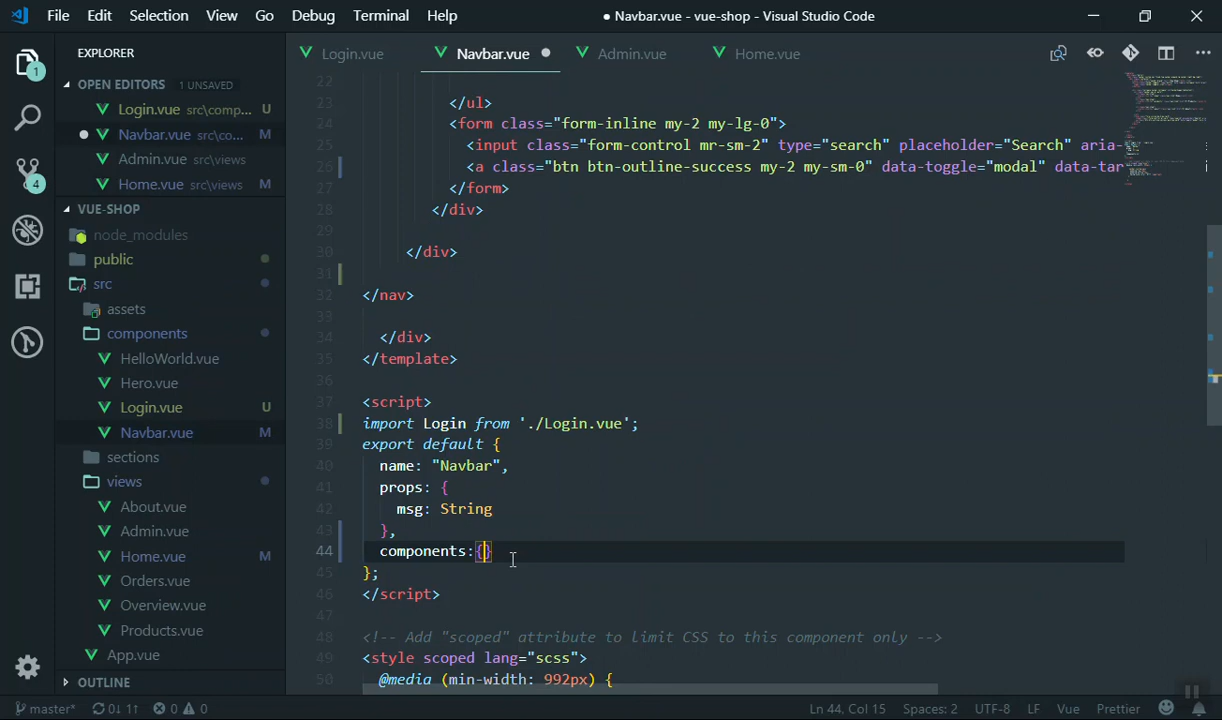 File Edit Selection View Go Debug Terminal Help
● Navbar.vue - vue-shop - Visual Studio Code
EXPLORER
OPEN EDITORS 1 UNSAVED
Login.vue src\comp... U
Navbar.vue src\co... M
Admin.vue src\views
Home.vue src\views M
VUE-SHOP
node_modules
public
src
assets
components
HelloWorld.vue
Hero.vue
Login.vue U
Navbar.vue M
sections
views
About.vue
Admin.vue
Home.vue M
Orders.vue
Overview.vue
Products.vue
App.vue
OUTLINE
1
4
Login.vue Navbar.vue Admin.vue Home.vue
22
23 </ul>
24 <form class="form-inline my-2 my-lg-0">
25 <input class="form-control mr-sm-2" type="search" placeholder="Search" aria-
26 <a class="btn btn-outline-success my-2 my-sm-0" data-toggle="modal" data-tar
27 </form>
28 </div>
29
30 </div>
31
32 </nav>
33
34 </div>
35 </template>
36
37 <script>
38 import Login from './Login.vue';
39 export default {
40 name: "Navbar",
41 props: {
42 msg: String
43 },
44 components:{}
45 };
46 </script>
47
48 <!-- Add "scoped" attribute to limit CSS to this component only -->
49 <style scoped lang="scss">
50 @media (min-width: 992px) {
master* 0↓ 1↑ 0 0 Ln 44, Col 15 Spaces: 2 UTF-8 LF Vue Prettier